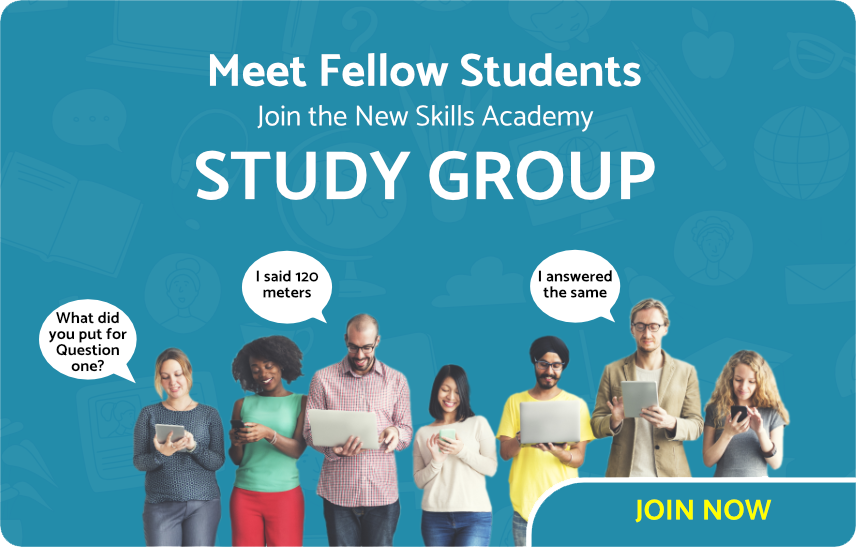 Meet Fellow Students
Join the New Skills Academy
STUDY GROUP
I said 120
meters
I answered
the same
What did
you put for
Question
one?
JOIN NOW